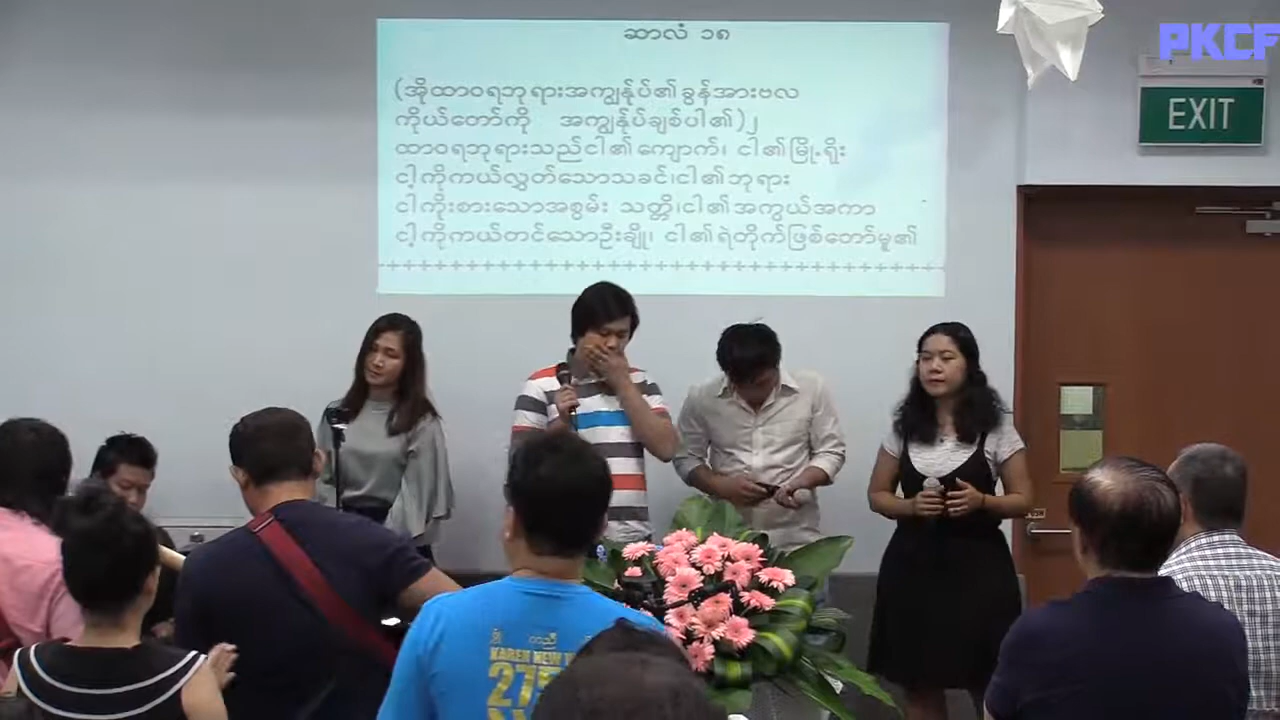 ဆာလံ ၁၈
PKCF
(အိုထာဝရဘုရားအကျွန်ုပ်၏ခွန်အားဗလ
ကိုယ်တော်ကို အကျွန်ုပ်ချစ်ပါ၏)၂
ထာဝရဘုရားသည်ငါ၏ကျောက်၊ ငါ၏မြို့ရိုး
ငါ့ကိုကယ်လွှတ်သောသခင်၊ငါ၏ဘုရား
ငါကိုးစားသောအစွမ်း သတ္တိ၊ငါ၏အကွယ်အကာ
ငါ့ကိုကယ်တင်သောဦးချို၊ ငါ၏ရဲတိုက်ဖြစ်တော်မူ၏
EXIT
KAREN NEW
275